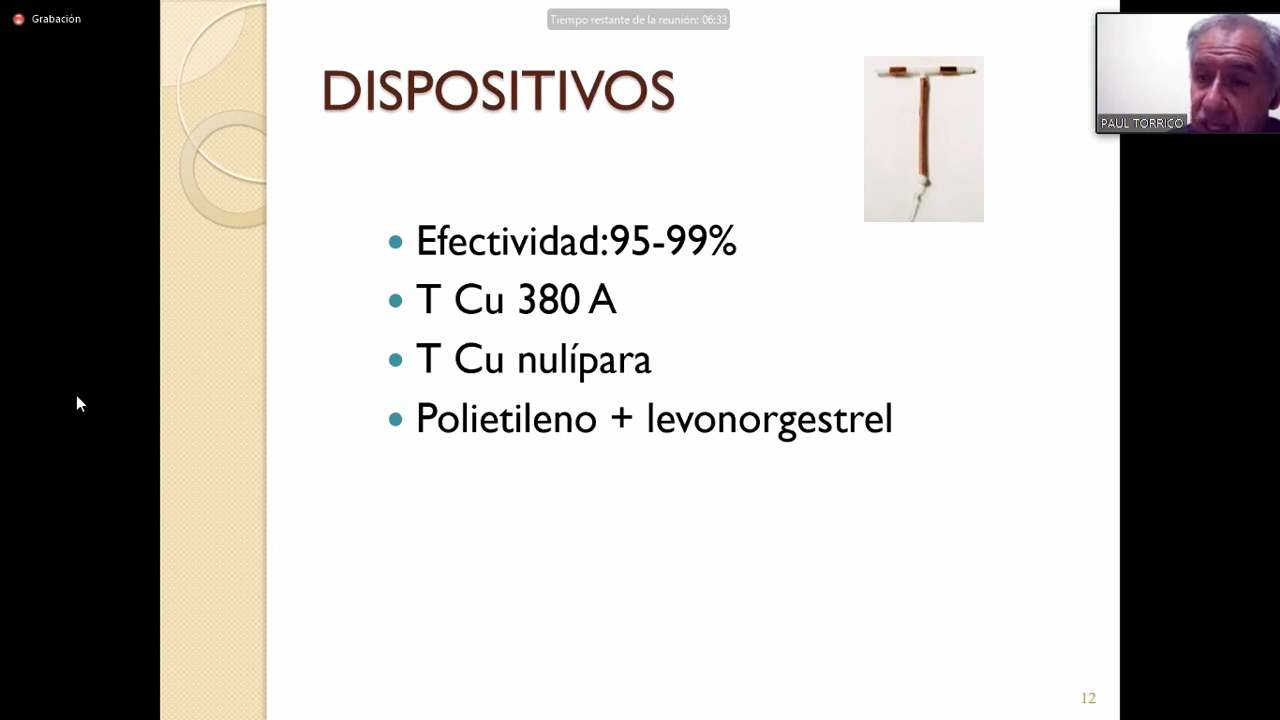 Grabación
Tiempo restante de la reunión: 06:33
PAUL TORRICO
DISPOSITIVOS
Efectividad:95-99%
T Cu 380 A
T Cu nulípara
Polietileno + levonorgestrel
12